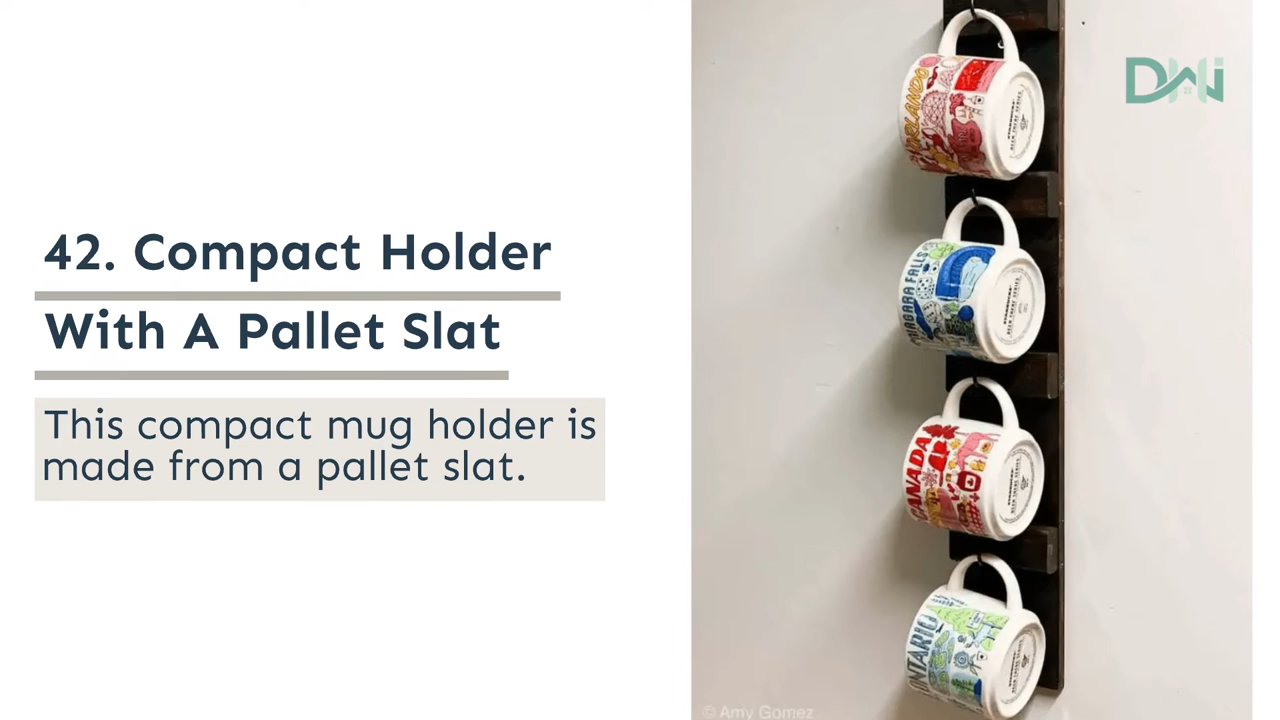 42. Compact Holder
With A Pallet Slat
This compact mug holder is
made from a pallet slat.
DHI
ORLANDO
NIAGARA FALLS
CANADA
ONTARIO
© Amy Gomez